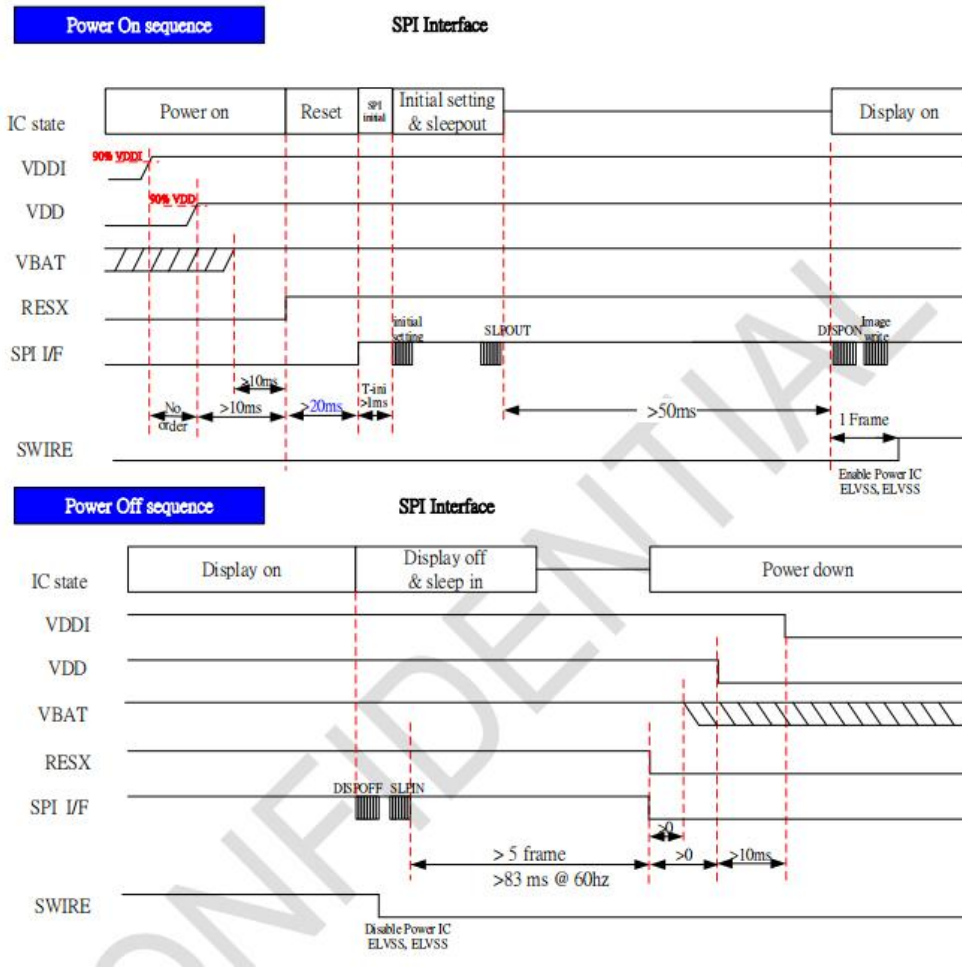 Power On sequence
SPI Interface
IC state
Power on
Reset
SPI
initial
Initial setting
& sleepout
Display on
VDDI
90% VDDI
VDD
90% VDD
VBAT
RESX
SPI I/F
initial
setting
SLPOUT
DISPON
Image
write
>10ms
No
order
>10ms
>20ms
T-ini
>1ms
>50ms
1 Frame
SWIRE
Enable Power IC
ELVSS, ELVSS
Power Off sequence
SPI Interface
IC state
Display on
Display off
& sleep in
Power down
VDDI
VDD
VBAT
RESX
SPI I/F
DISPOFF
SLPIN
> 5 frame
>83 ms @ 60hz
>0
>0
>10ms
SWIRE
Disable Power IC
ELVSS, ELVSS
ONFIDENTIAL